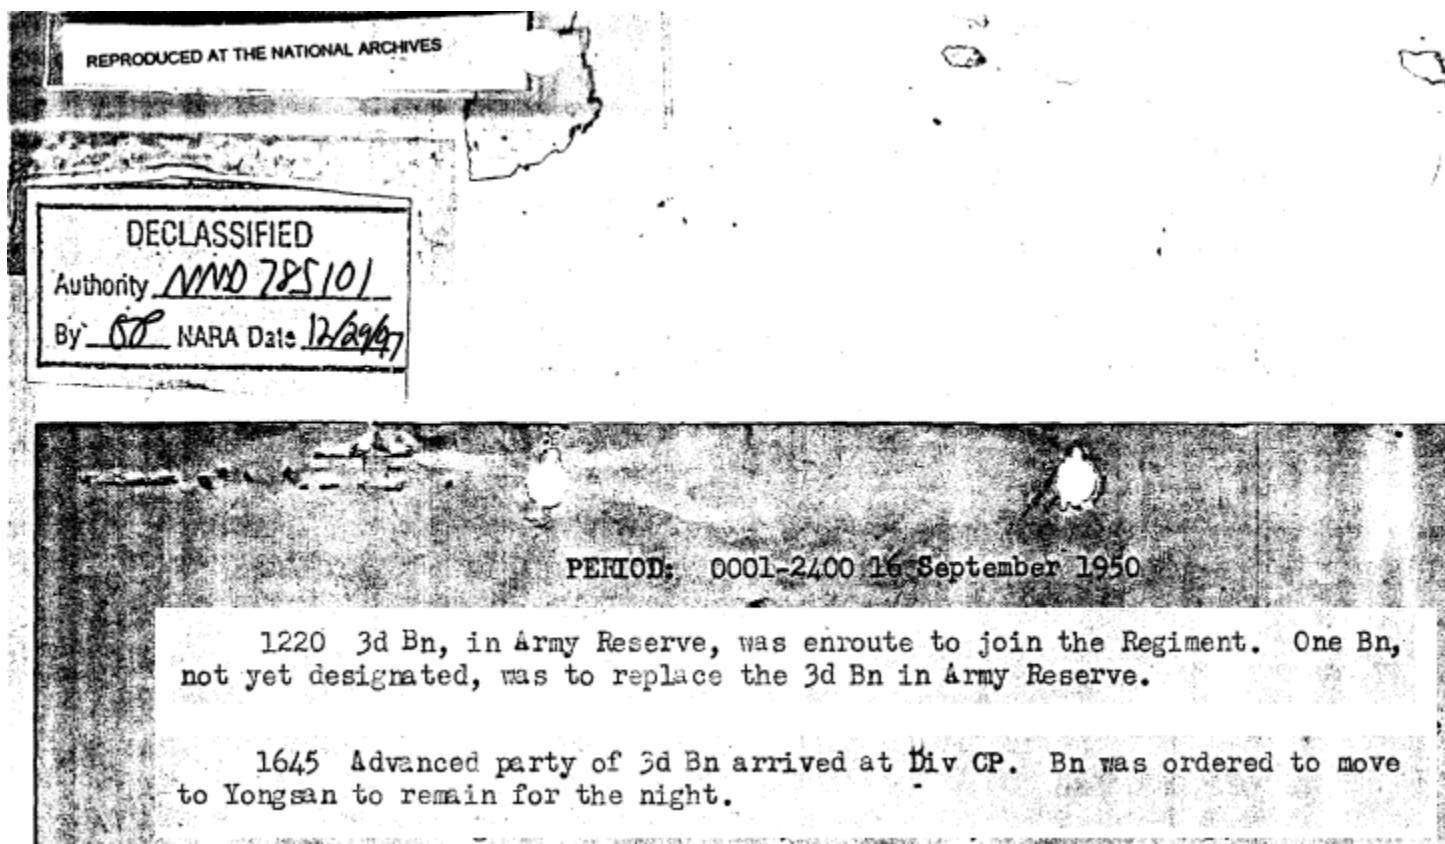 REPRODUCED AT THE NATIONAL ARCHIVES
DECLASSIFIED
Authority NND 785101
By NARA Date 12/29/97
PERIOD: 0001-2400 16 September 1950
1220 3d Bn, in Army Reserve, was enroute to join the Regiment. One Bn,
not yet designated, was to replace the 3d Bn in Army Reserve.
1645 Advanced party of 3d Bn arrived at Div CP. Bn was ordered to move
to Yongsan to remain for the night.